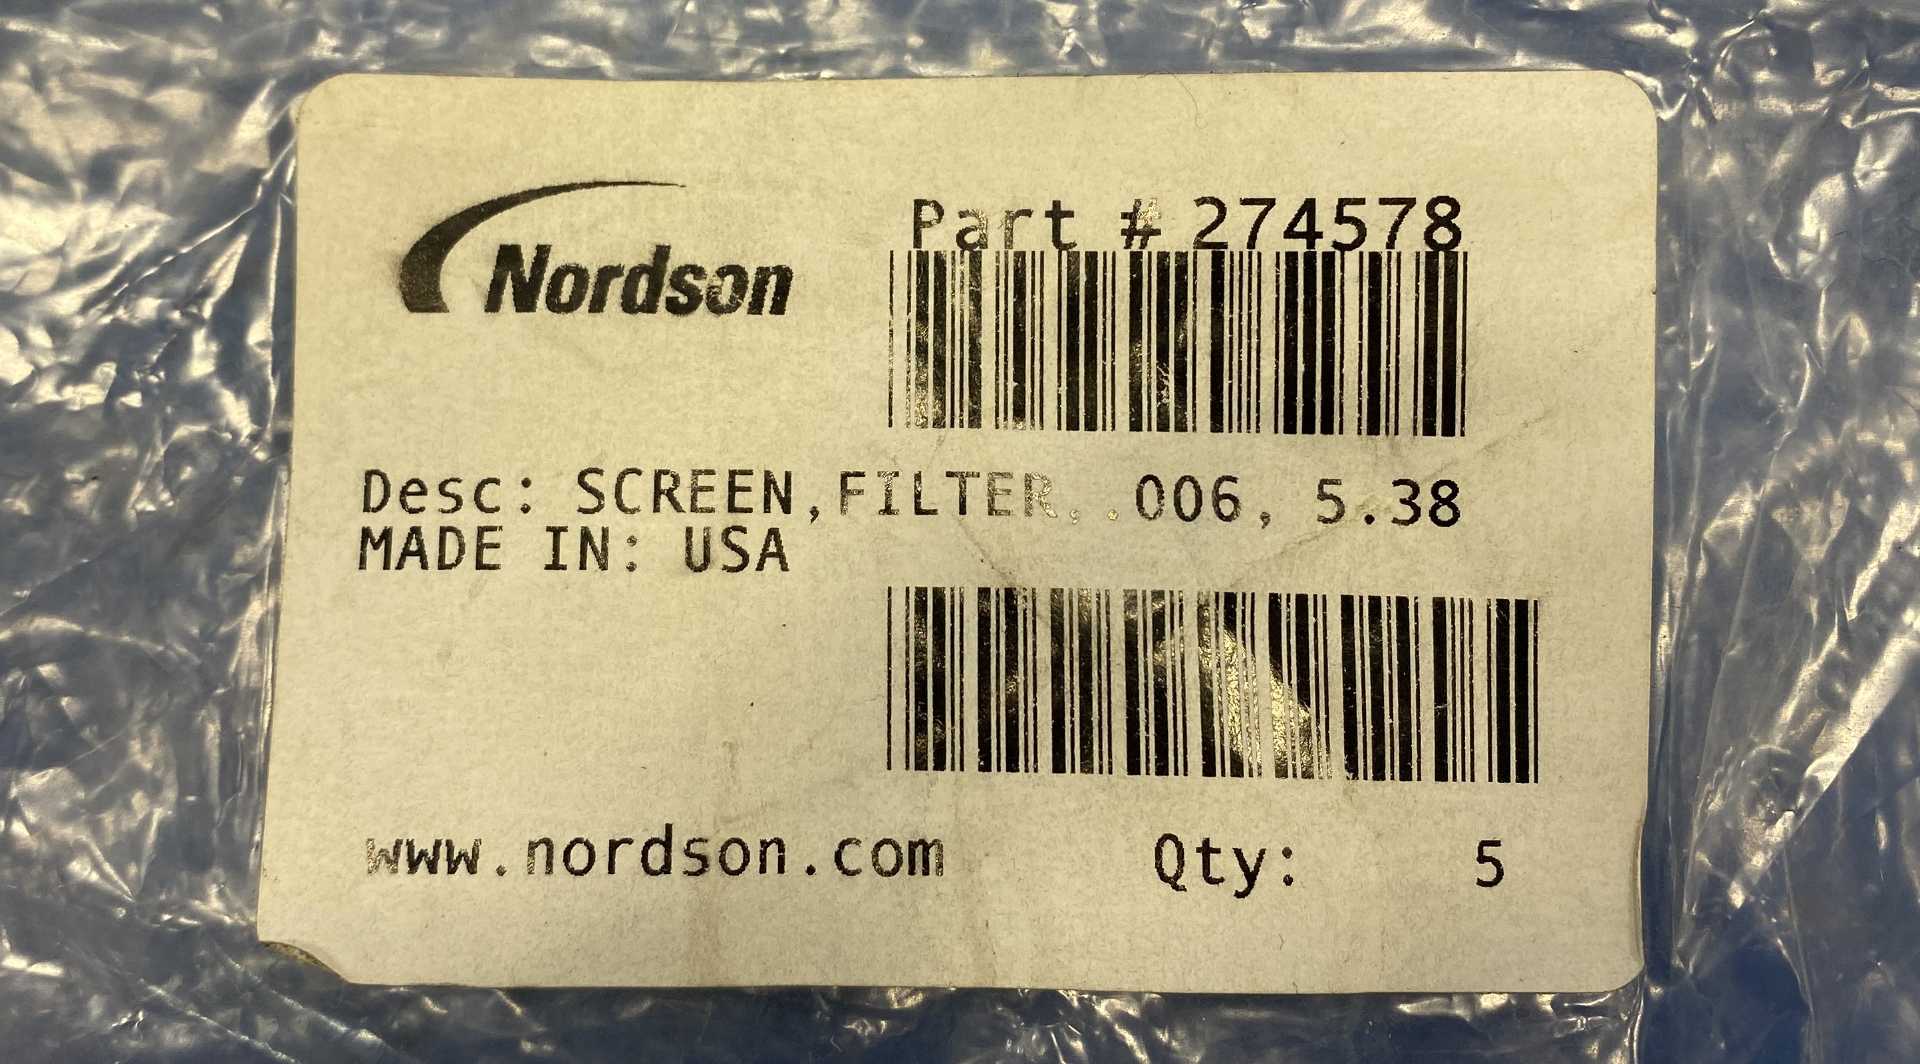 Nordson
Part # 274578
Desc: SCREEN,FILTER, .006, 5.38
MADE IN: USA
www.nordson.com
Qty: 5